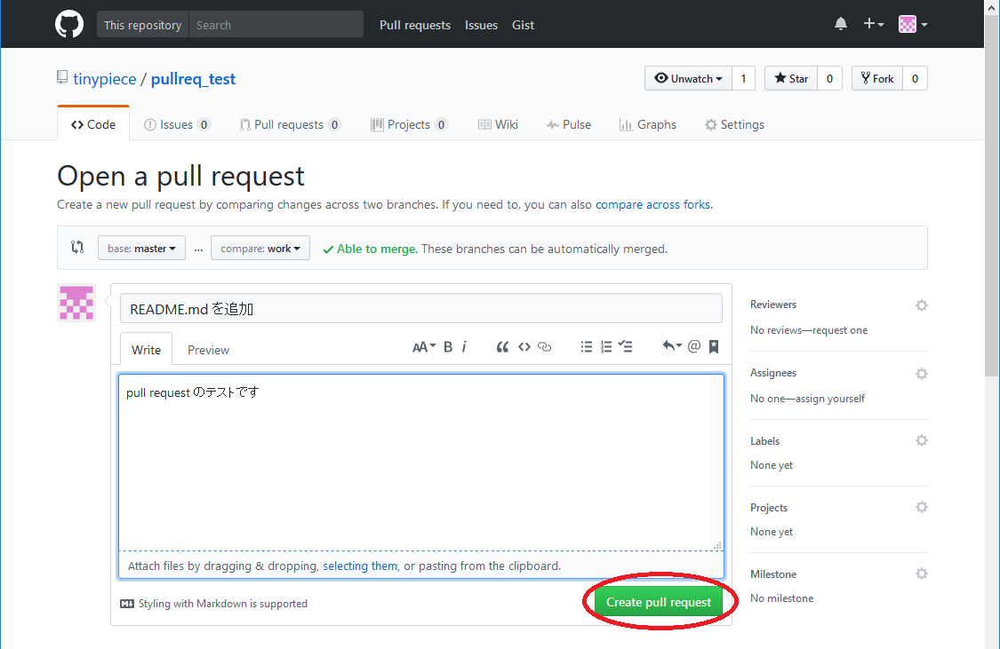 This repository Search Pull requests Issues Gist
tinypiece / pullreq_test
Unwatch 1 Star 0 Fork 0
Code Issues 0 Pull requests 0 Projects 0 Wiki Pulse Graphs Settings
Open a pull request
Create a new pull request by comparing changes across two branches. If you need to, you can also compare across forks.
base: master ... compare: work Able to merge. These branches can be automatically merged.
README.md を追加
Write Preview AA B i
pull request のテストです
Attach files by dragging & dropping, selecting them, or pasting from the clipboard.
Styling with Markdown is supported
Create pull request
Reviewers
No reviews—request one
Assignees
No one—assign yourself
Labels
None yet
Projects
None yet
Milestone
No milestone